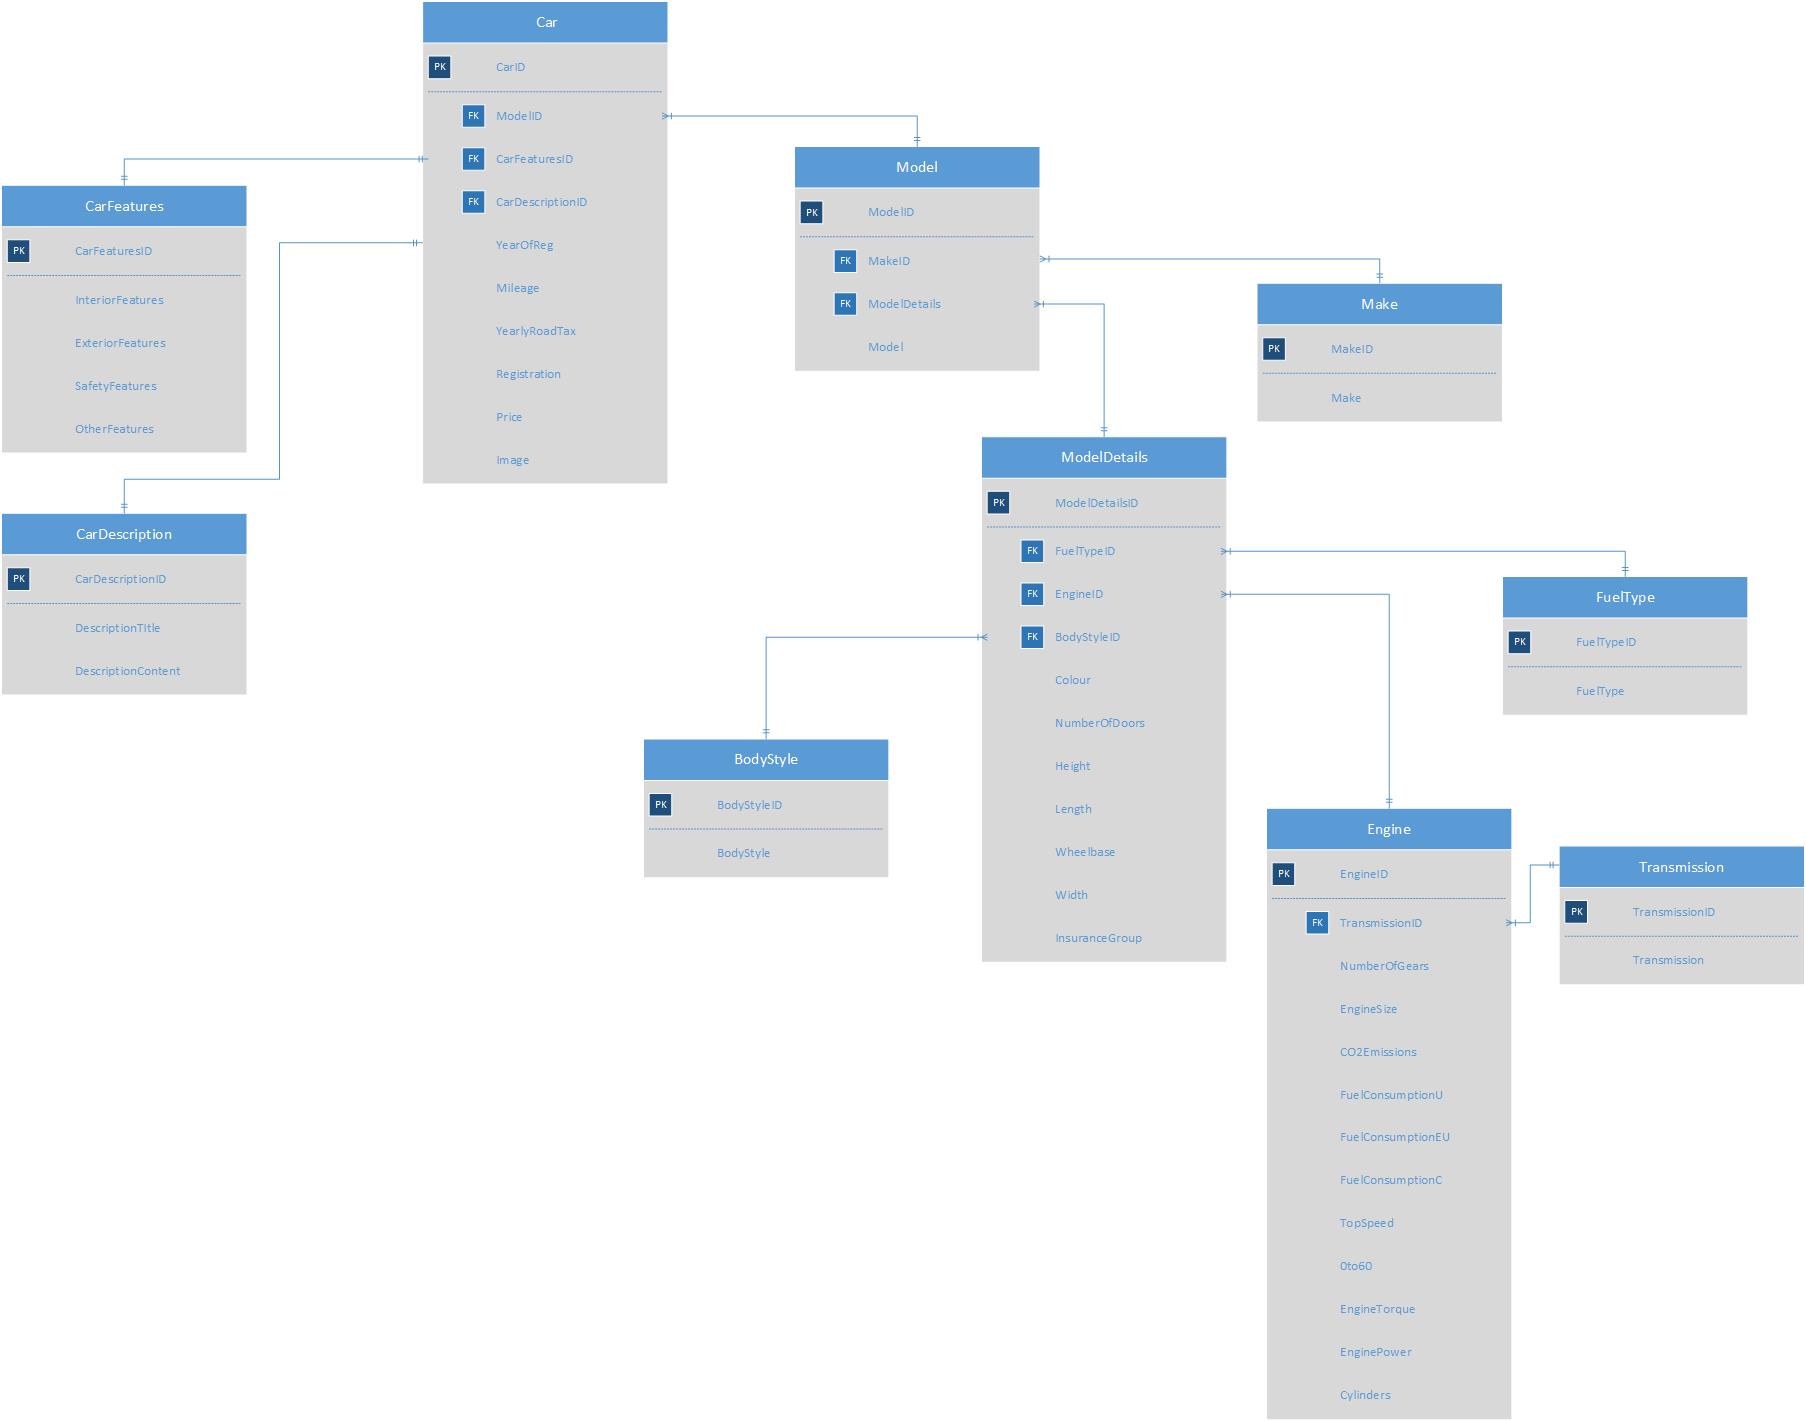 Car
PK CarID
FK ModelID
FK CarFeaturesID
FK CarDescriptionID
YearOfReg
Mileage
YearlyRoadTax
Registration
Price
Image
CarFeatures
PK CarFeaturesID
InteriorFeatures
ExteriorFeatures
SafetyFeatures
OtherFeatures
CarDescription
PK CarDescriptionID
DescriptionTitle
DescriptionContent
Model
PK ModelID
FK MakeID
FK ModelDetails
Model
Make
PK MakeID
Make
ModelDetails
PK ModelDetailsID
FK FuelTypeID
FK EngineID
FK BodyStyleID
Colour
NumberOfDoors
Height
Length
Wheelbase
Width
InsuranceGroup
FuelType
PK FuelTypeID
FuelType
BodyStyle
PK BodyStyleID
BodyStyle
Engine
PK EngineID
FK TransmissionID
NumberOfGears
EngineSize
CO2Emissions
FuelConsumptionU
FuelConsumptionEU
FuelConsumptionC
TopSpeed
0to60
EngineTorque
EnginePower
Cylinders
Transmission
PK TransmissionID
Transmission